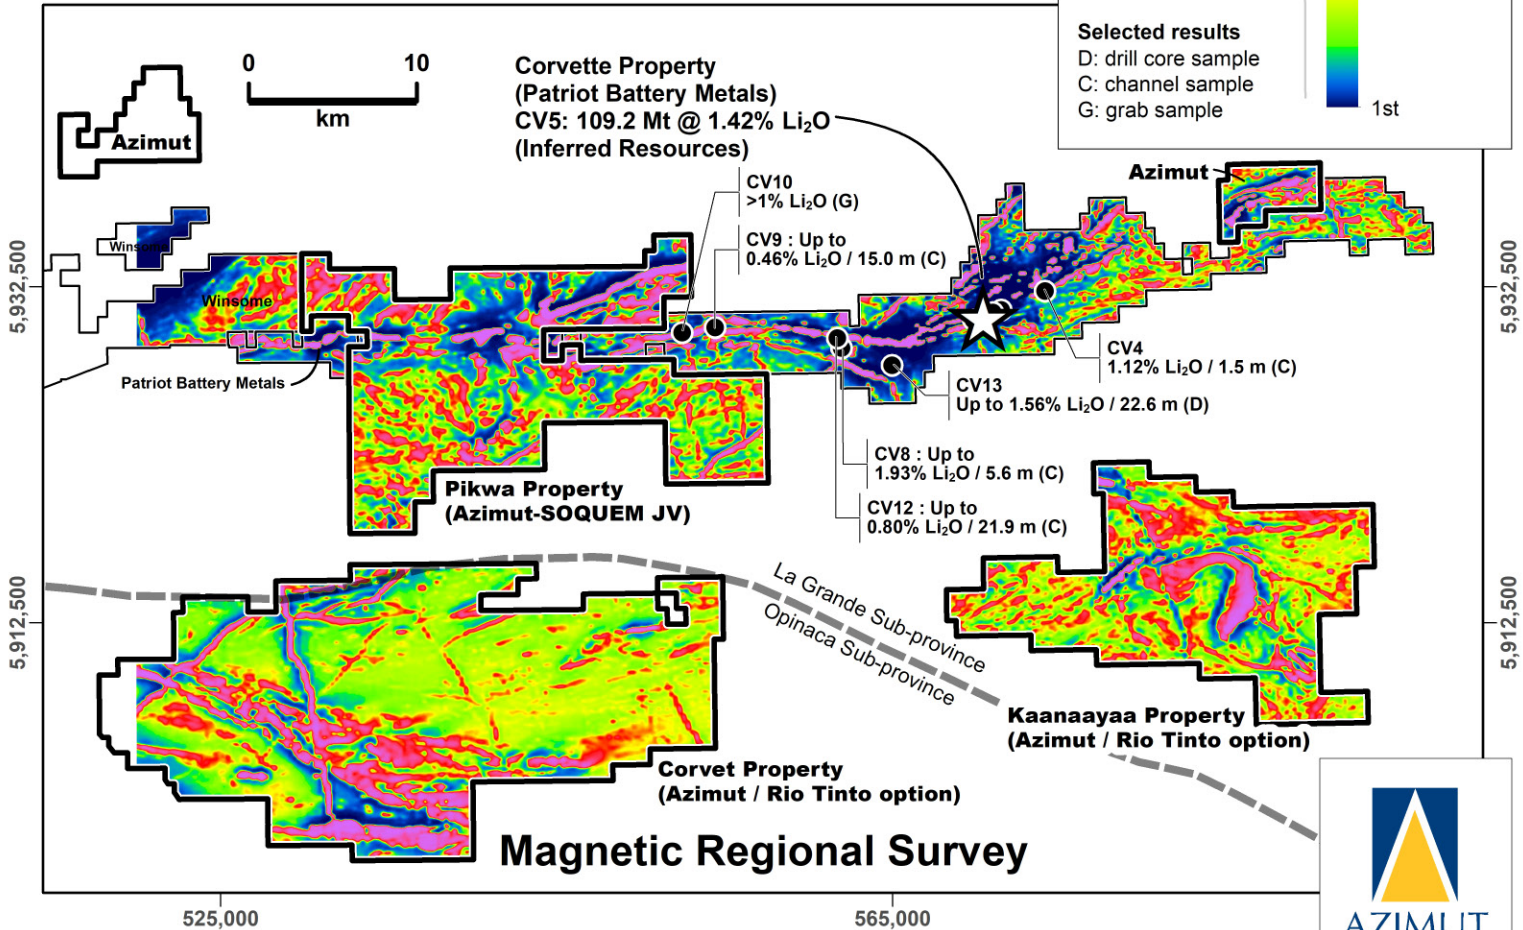 Selected results
D: drill core sample
C: channel sample
G: grab sample
1st
0
10
km
Azimut
Corvette Property
(Patriot Battery Metals)
CV5: 109.2 Mt @ 1.42% Li₂O
(Inferred Resources)
Azimut
CV10
>1% Li₂O (G)
CV9 : Up to
0.46% Li₂O / 15.0 m (C)
Winsome
Winsome
5,932,500
5,932,500
Patriot Battery Metals
CV4
1.12% Li₂O / 1.5 m (C)
CV13
Up to 1.56% Li₂O / 22.6 m (D)
CV8 : Up to
1.93% Li₂O / 5.6 m (C)
CV12 : Up to
0.80% Li₂O / 21.9 m (C)
Pikwa Property
(Azimut-SOQUEM JV)
La Grande Sub-province
Opinaca Sub-province
5,912,500
5,912,500
Kaanaayaa Property
(Azimut / Rio Tinto option)
Corvet Property
(Azimut / Rio Tinto option)
Magnetic Regional Survey
AZIMUT
525,000
565,000